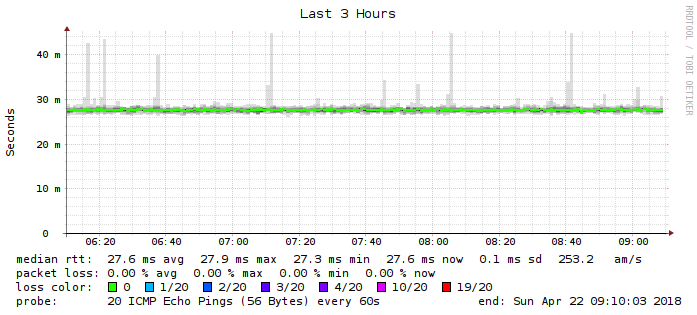 Last 3 Hours
RRDTOOL / TOBI OETIKER
Seconds
40 m
30 m
20 m
10 m
0
06:20 06:40 07:00 07:20 07:40 08:00 08:20 08:40 09:00
median rtt: 27.6 ms avg 27.9 ms max 27.3 ms min 27.6 ms now 0.1 ms sd 253.2 am/s
packet loss: 0.00 % avg 0.00 % max 0.00 % min 0.00 % now
loss color: 0 1/20 2/20 3/20 4/20 10/20 19/20
probe: 20 ICMP Echo Pings (56 Bytes) every 60s end: Sun Apr 22 09:10:03 2018